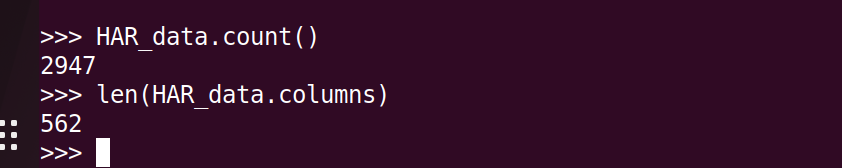 >>> HAR_data.count()
2947
>>> len(HAR_data.columns)
562
>>>